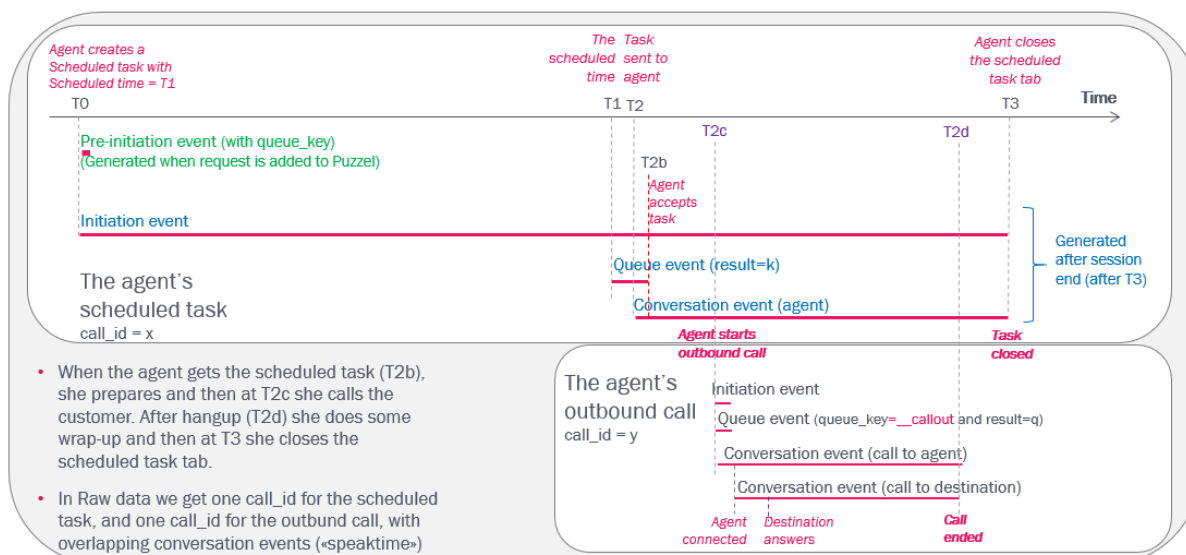 Agent creates a
Scheduled task with
Scheduled time = T1
The
scheduled
time
Task
sent to
agent
Agent closes
the scheduled
task tab
T0
T1
T2
T3
Time
T2c
T2d
Pre-initiation event (with queue_key)
(Generated when request is added to Puzzel)
T2b
Agent
accepts
task
Initiation event
Queue event (result=k)
Generated
after session
end (after T3)
The agent's
scheduled task
call_id = x
Conversation event (agent)
Agent starts
outbound call
Task
closed
• When the agent gets the scheduled task (T2b),
she prepares and then at T2c she calls the
customer. After hangup (T2d) she does some
wrap-up and then at T3 she closes the
scheduled task tab.
• In Raw data we get one call_id for the scheduled
task, and one call_id for the outbund call, with
overlapping conversation events («speaktime»)
The agent's
outbound call
call_id = y
Initiation event
Queue event (queue_key=__callout and result=q)
Conversation event (call to agent)
Conversation event (call to destination)
Agent
connected
Destination
answers
Call
ended